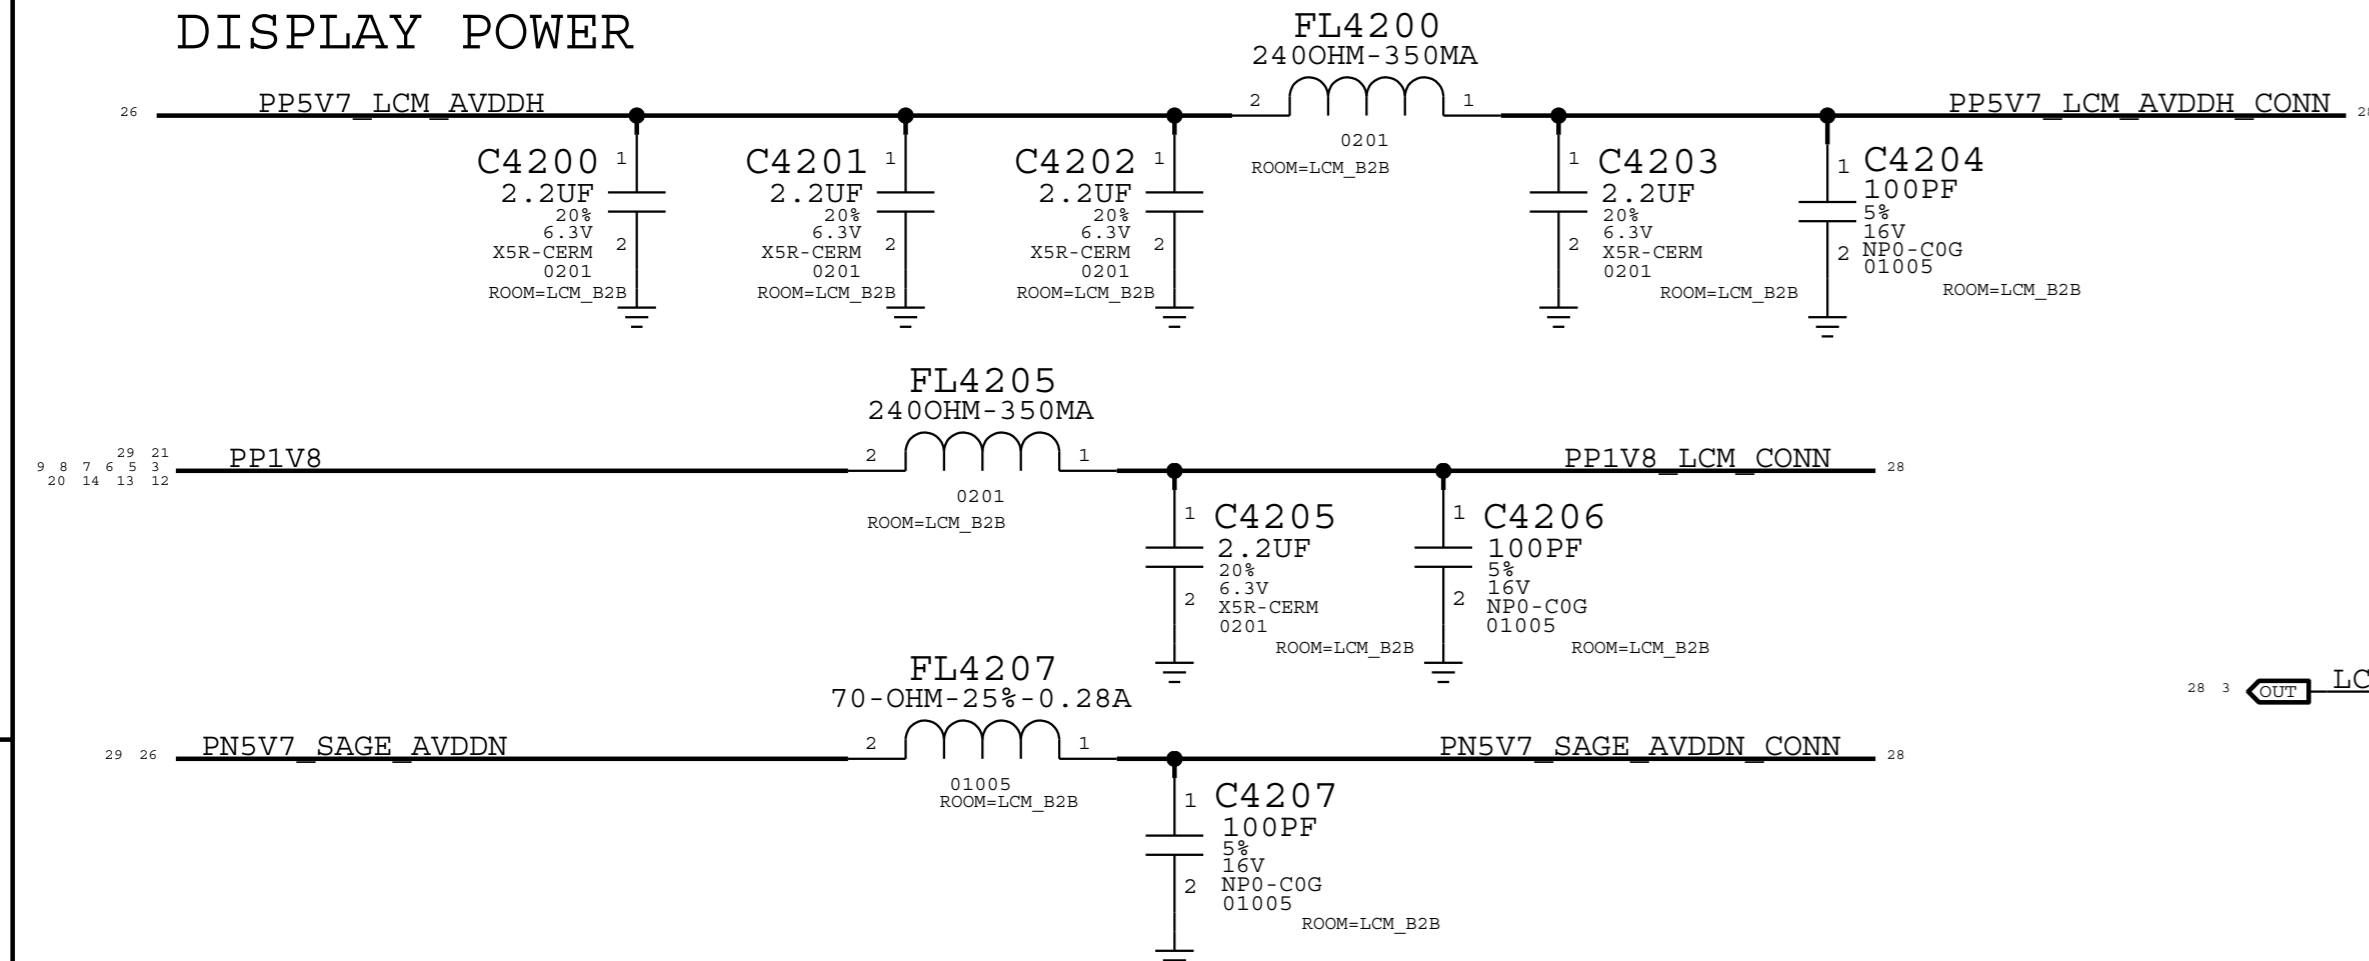 DISPLAY POWER
FL4200
240OHM-350MA
26 PP5V7_LCM_AVDDH 2 1 PP5V7_LCM_AVDDH_CONN
0201
ROOM=LCM_B2B
C4200 1
2.2UF
20%
6.3V
2
X5R-CERM
0201
ROOM=LCM_B2B
C4201 1
2.2UF
20%
6.3V
2
X5R-CERM
0201
ROOM=LCM_B2B
C4202 1
2.2UF
20%
6.3V
2
X5R-CERM
0201
ROOM=LCM_B2B
1 C4203
2.2UF
20%
6.3V
2
X5R-CERM
0201
ROOM=LCM_B2B
1 C4204
100PF
5%
16V
2 NP0-C0G
01005
ROOM=LCM_B2B
FL4205
240OHM-350MA
29 21
9 8 7 6 5 3
20 14 13 12
PP1V8 2 1 PP1V8_LCM_CONN 28
0201
ROOM=LCM_B2B
1 C4205
2.2UF
20%
6.3V
2 X5R-CERM
0201
ROOM=LCM_B2B
1 C4206
100PF
5%
16V
2 NP0-C0G
01005
ROOM=LCM_B2B
FL4207
70-OHM-25%-0.28A
28 3 OUT LC
29 26 PN5V7_SAGE_AVDDN 2 1 PN5V7_SAGE_AVDDN_CONN 28
01005
ROOM=LCM_B2B
1 C4207
100PF
5%
16V
2 NP0-C0G
01005
ROOM=LCM_B2B